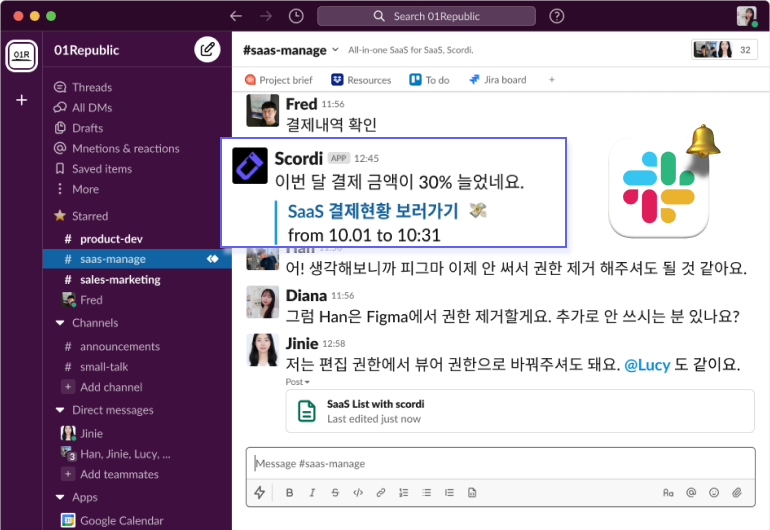 Search 01Republic
01R
01Republic
Threads
All DMs
Drafts
Mnetions & reactions
Saved items
More
Starred
# product-dev
# saas-manage
# sales-marketing
Fred
Channels
# announcements
# small-talk
+ Add channel
Direct messages
Jinie
3 Han, Jinie, Lucy, ...
+ Add teammates
Apps
Google Calendar
#saas-manage
All-in-one SaaS for SaaS, Scordi.
32
Project brief
Resources
To do
Jira board
+
Fred 11:56
결제내역 확인
Scordi APP 12:45
이번 달 결제 금액이 30% 늘었네요.
SaaS 결제현황 보러가기 💸
from 10.01 to 10:31
Han
어! 생각해보니까 피그마 이제 안 써서 권한 제거 해주셔도 될 것 같아요.
Diana 11:56
그럼 Han은 Figma에서 권한 제거할게요. 추가로 안 쓰시는 분 있나요?
Jinie 12:58
저는 편집 권한에서 뷰어 권한으로 바꿔주셔도 돼요. @Lucy 도 같이요.
Post
SaaS List with scordi
Last edited just now
Message #saas-manage
B I S </>
Aa @